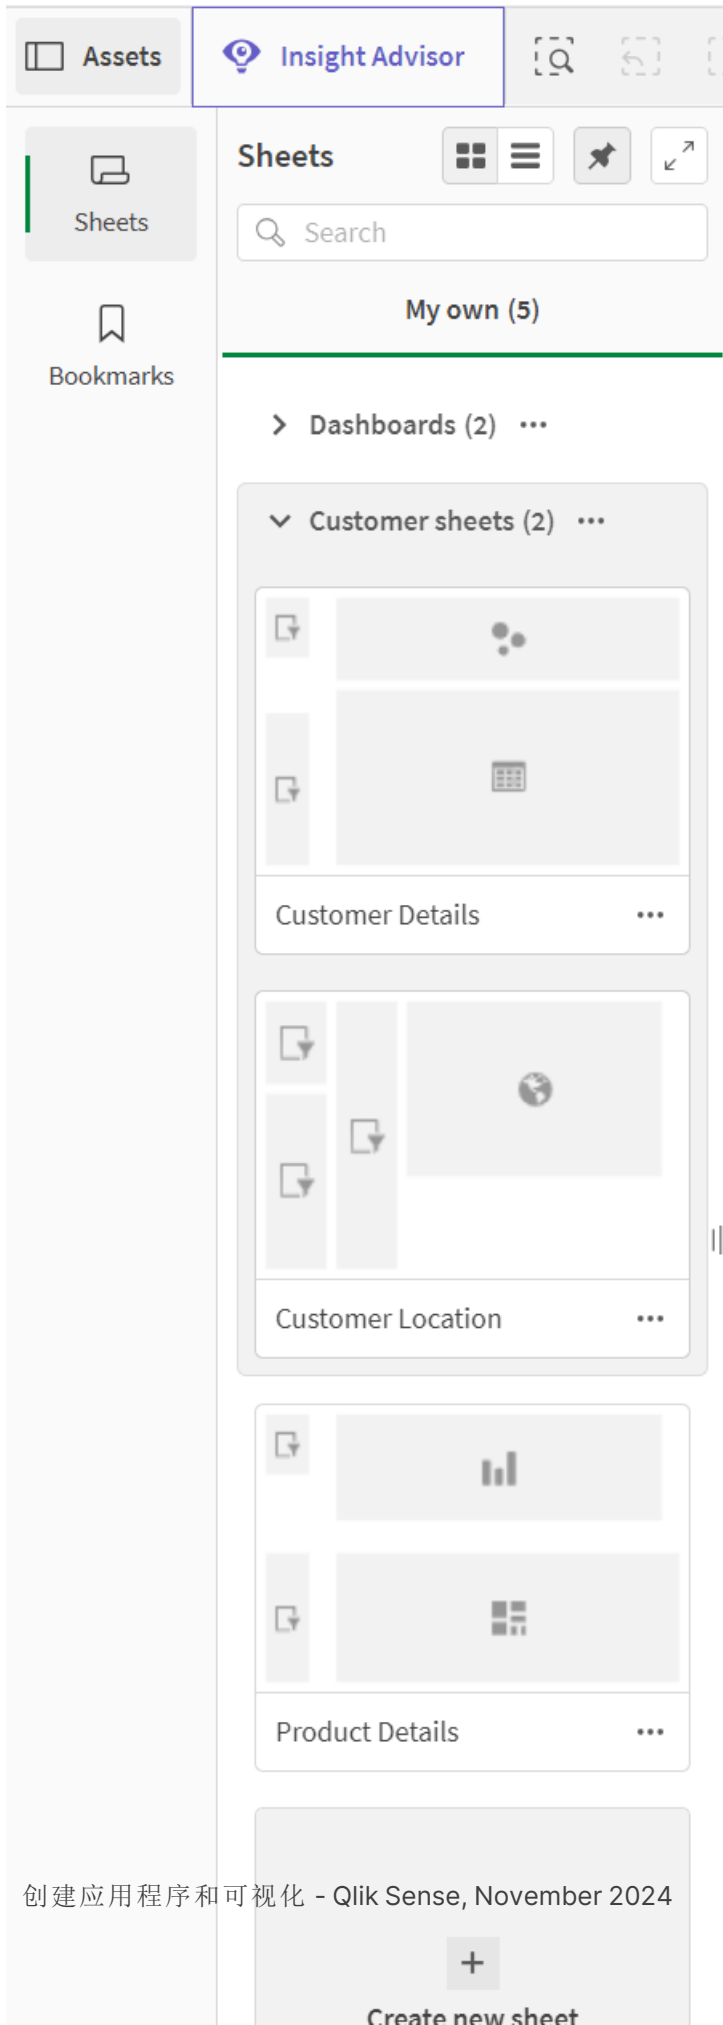 Assets
Insight Advisor
Sheets
Bookmarks
Sheets
Search
My own (5)
Dashboards (2)
Customer sheets (2)
Customer Details
Customer Location
Product Details
创建应用程序和可视化 - Qlik Sense, November 2024
Create new sheet